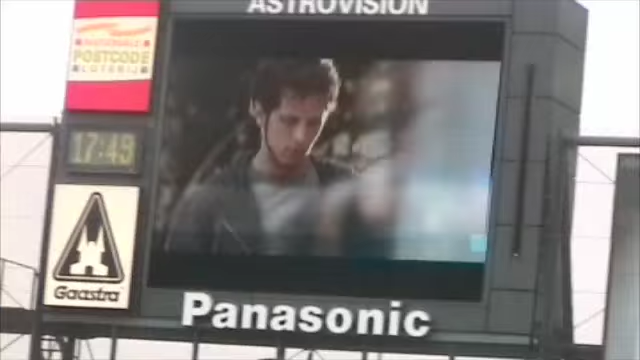 ASTROVISION
NATIONALE
POSTCODE
LOTERIJ
17:49
Gaastra
Panasonic